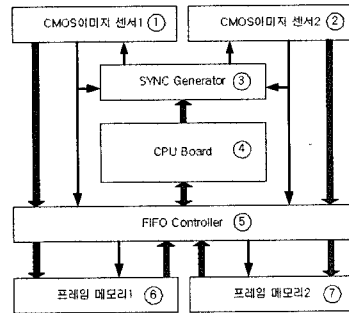 CMOS이미지 센서1 ①
CMOS이미지 센서2 ②
SYNC Generator ③
CPU Board ④
FIFO Controller ⑤
프레임 메모리1 ⑥
프레임 메모리2 ⑦